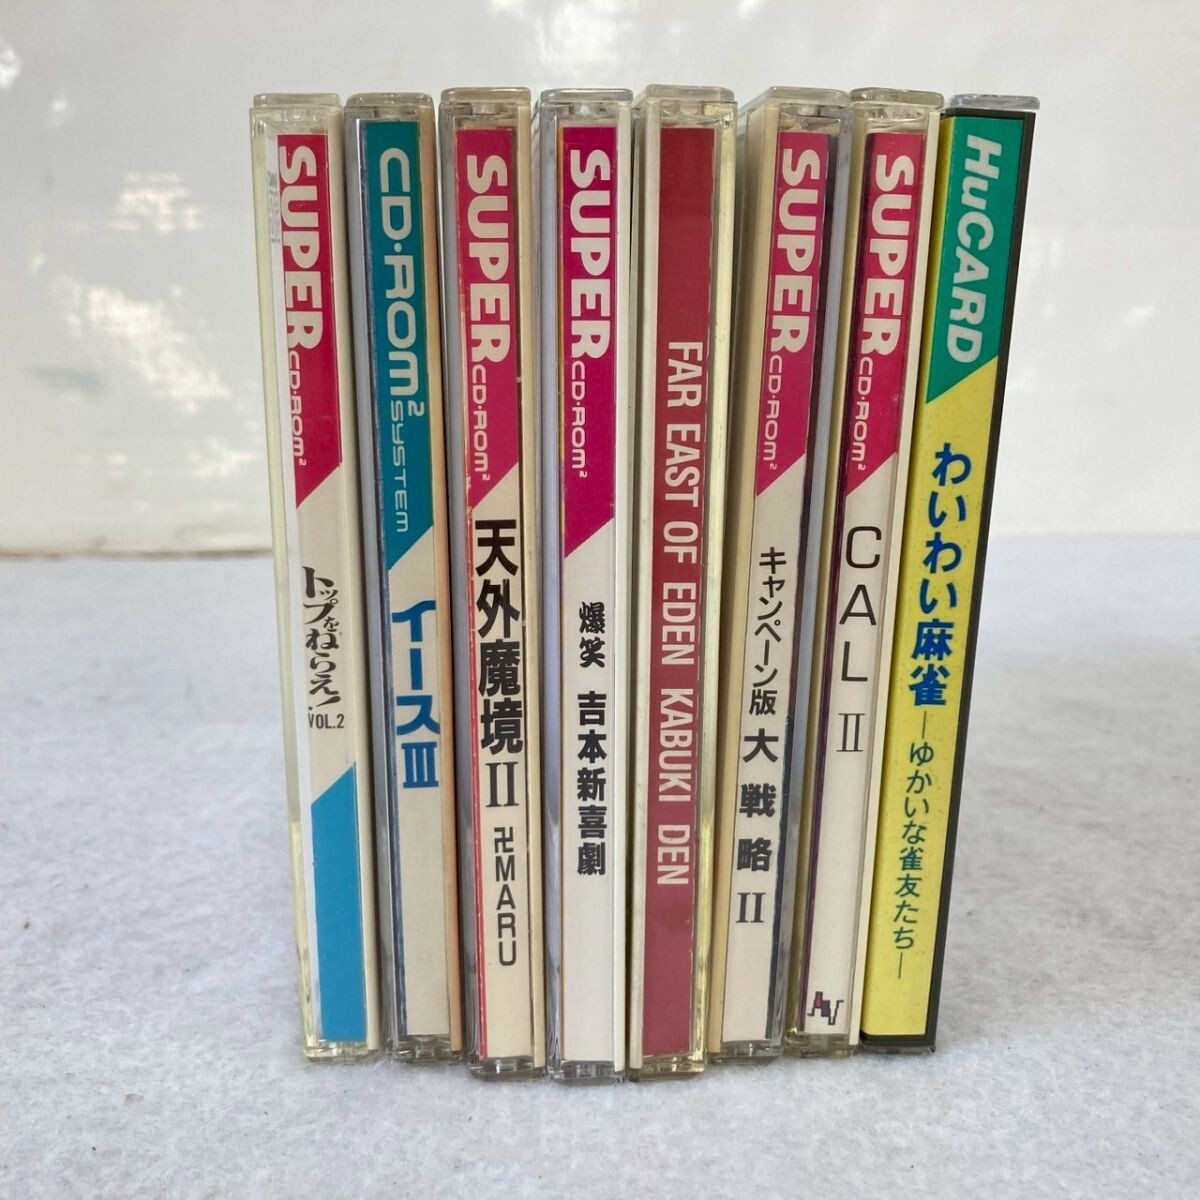 SUPER CD-ROM²
トップをねらえ! VOL.2
CD-ROM² SYSTEM
イースIII
SUPER CD-ROM²
天外魔境II 卍MARU
SUPER CD-ROM²
爆笑 吉本新喜劇
FAR EAST OF EDEN KABUKI DEN
SUPER CD-ROM²
キャンペーン版 大戦略II
SUPER CD-ROM²
CAL II
HuCARD
わいわい麻雀 ―ゆかいな雀友たち―